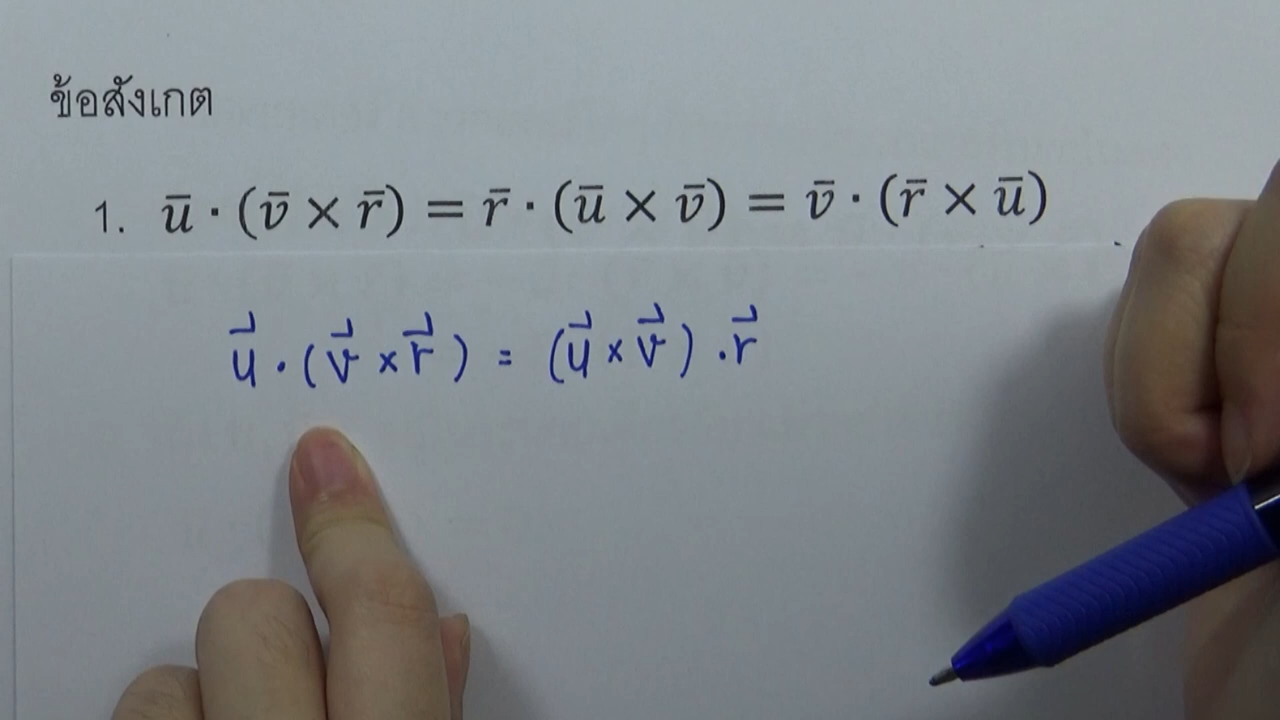 ข้อสังเกต
1. ū · (v̄ × r̄) = r̄ · (ū × v̄) = v̄ · (r̄ × ū)
u⃗ · (v⃗ × r⃗) = (u⃗ × v⃗) · r⃗